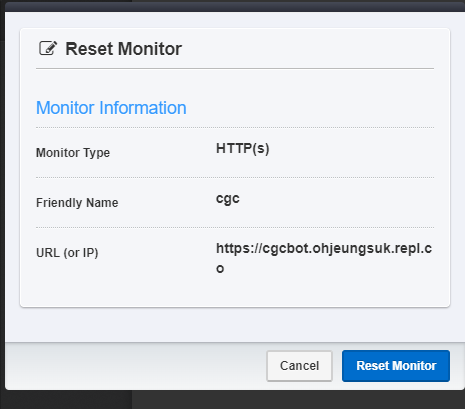 Reset Monitor
Monitor Information
Monitor Type HTTP(s)
Friendly Name cgc
URL (or IP) https://cgcbot.ohjeungsuk.repl.c
o
Cancel Reset Monitor